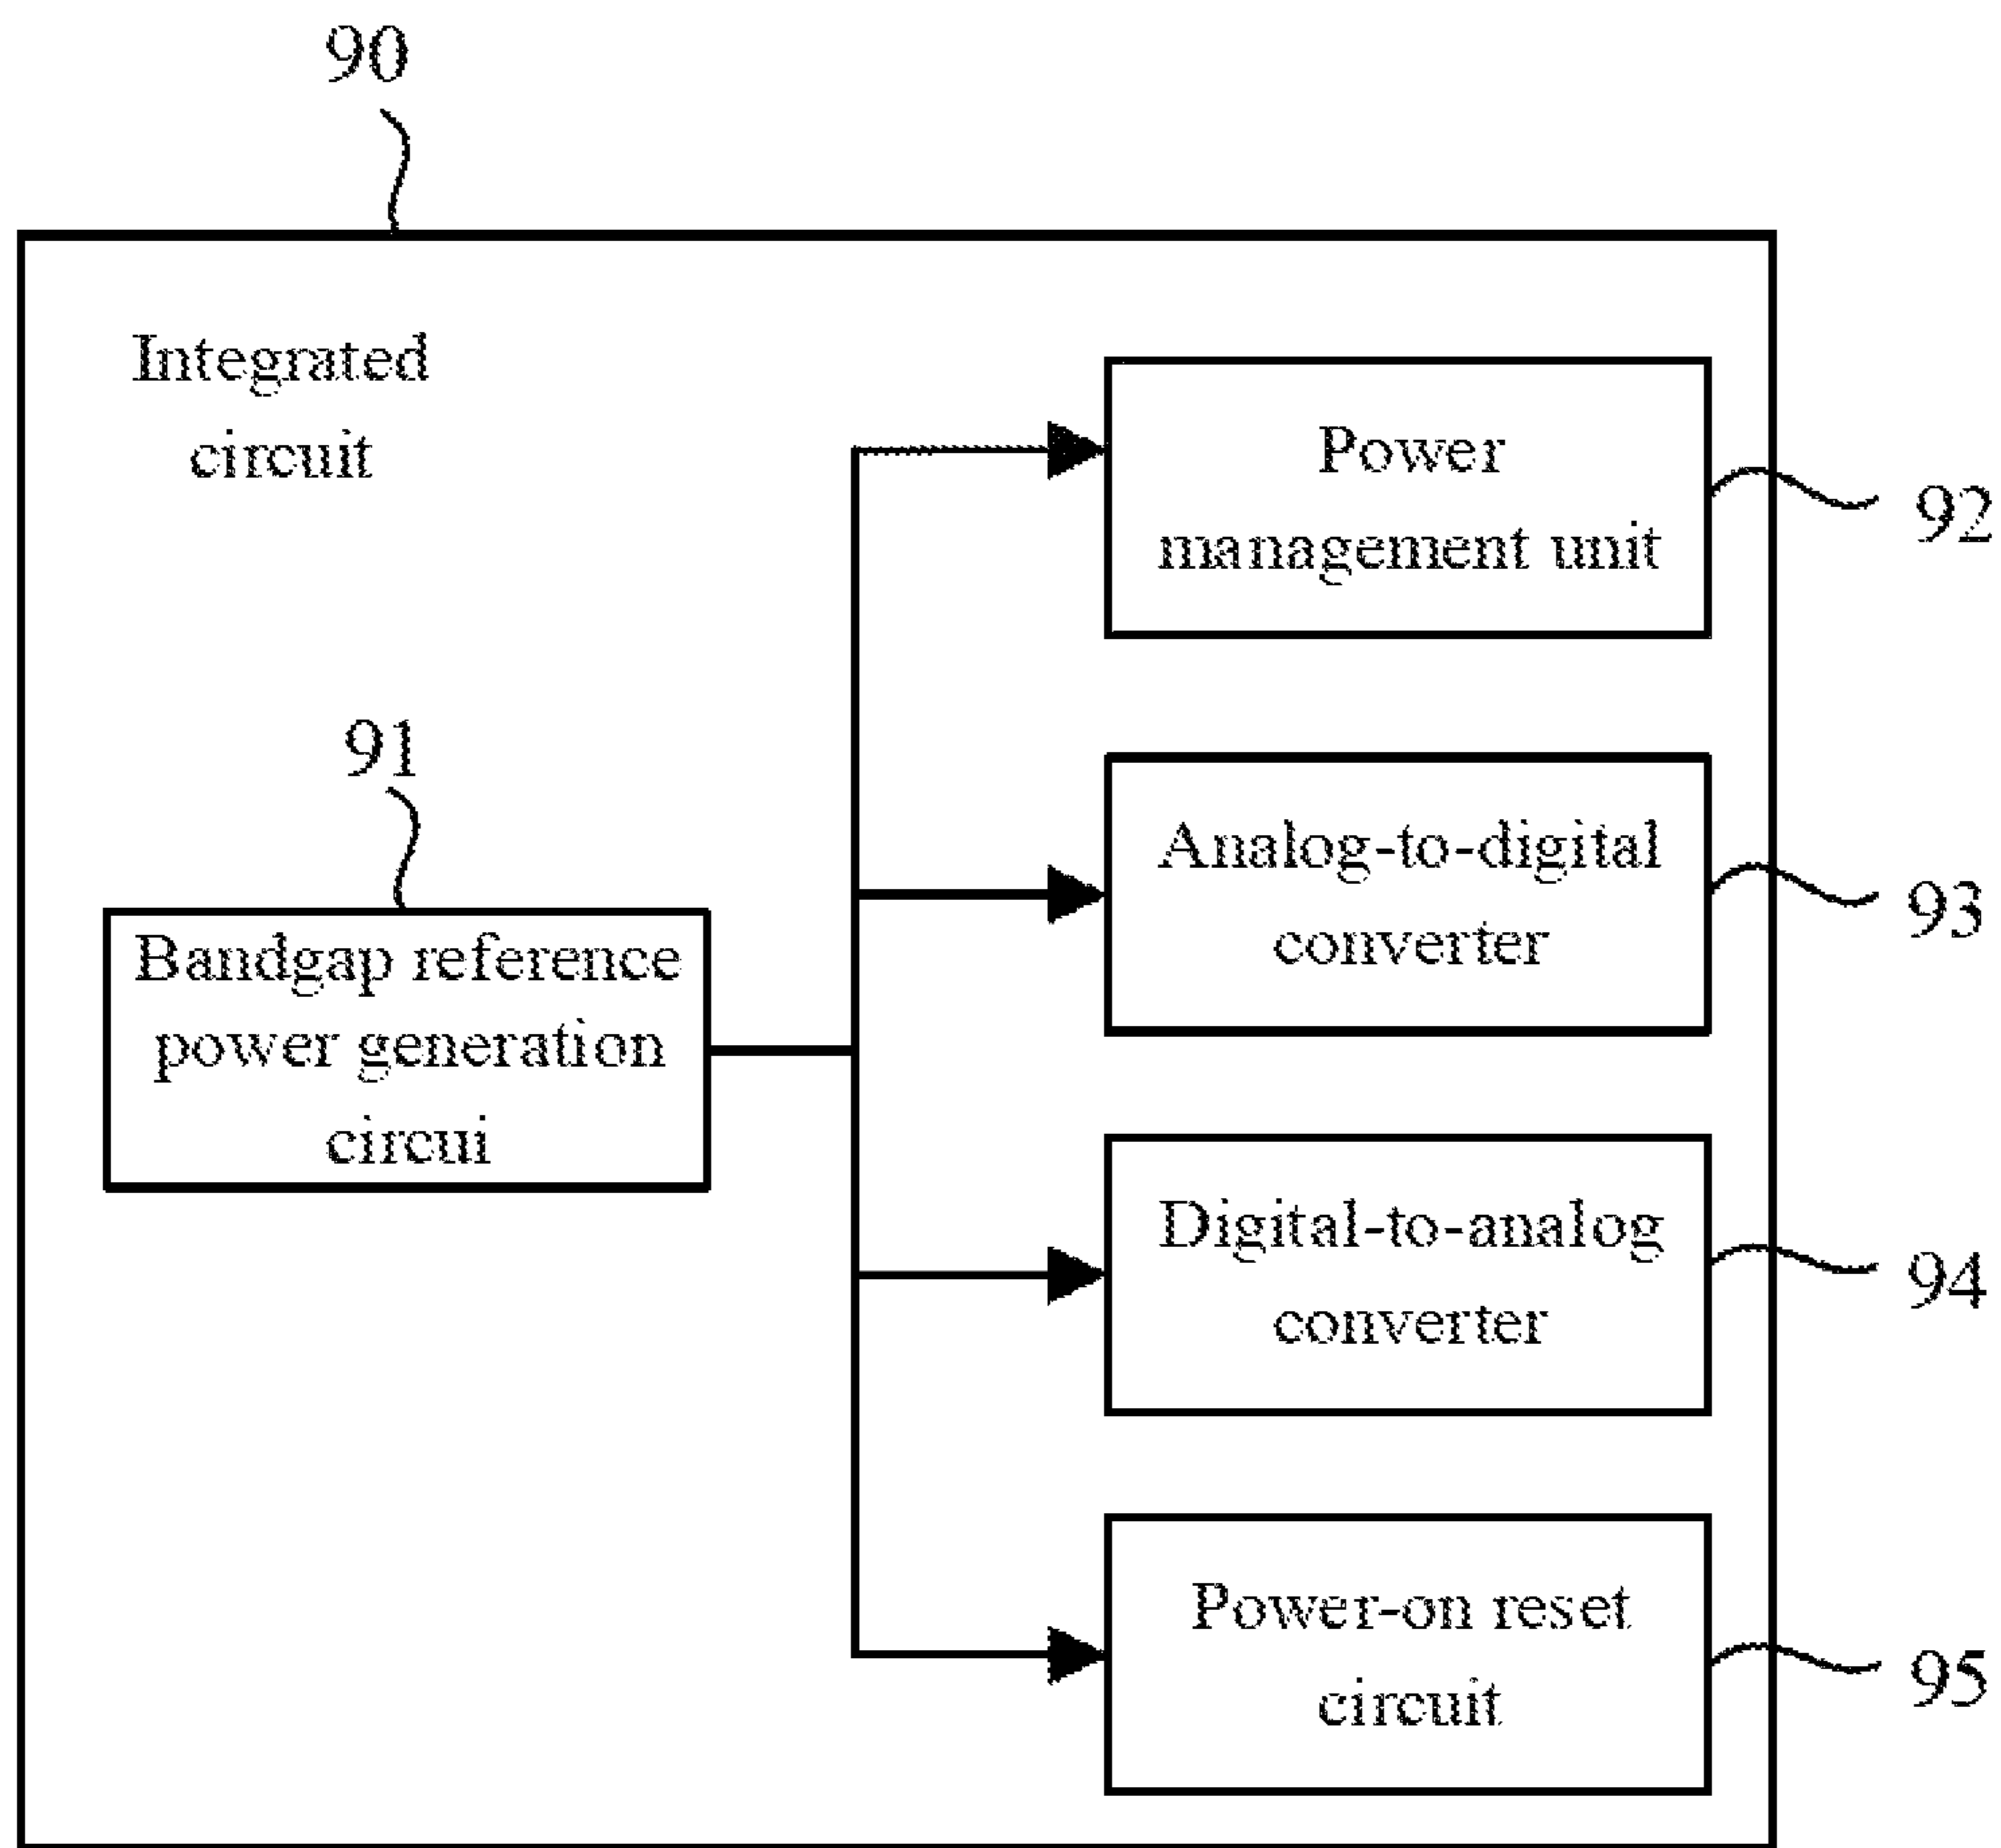 90
Integrated
circuit
Power
management unit
92
91
Analog-to-digital
converter
93
Bandgap reference
power generation
circui
Digital-to-analog
converter
94
Power-on reset
circuit
95